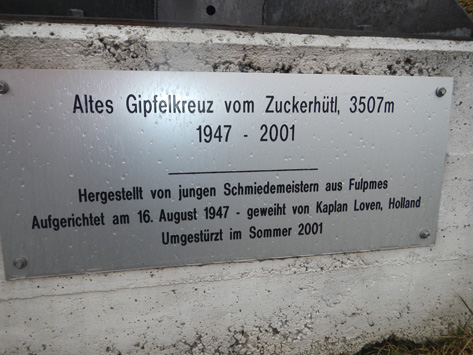 Altes Gipfelkreuz vom Zuckerhütl, 3507m
1947 - 2001
Hergestellt von jungen Schmiedemeistern aus Fulpmes
Aufgerichtet am 16. August 1947 - geweiht von Kaplan Loven, Holland
Umgestürzt im Sommer 2001